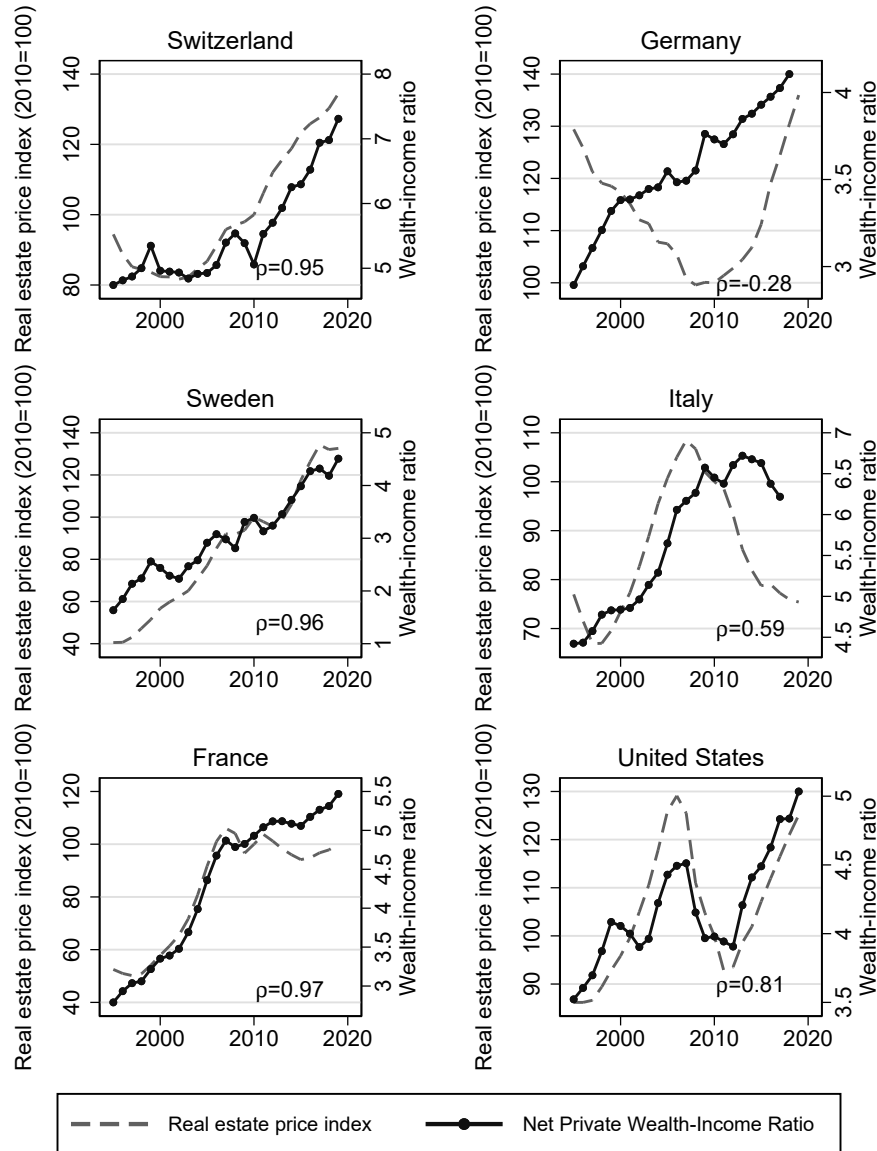 Switzerland
Real estate price index (2010=100)
140
120
100
80
8
7
6
5
Wealth-income ratio
ρ=0.95
2000 2010 2020
Germany
Real estate price index (2010=100)
140
130
120
110
100
4
3.5
3
Wealth-income ratio
ρ=-0.28
2000 2010 2020
Sweden
Real estate price index (2010=100)
140
120
100
80
60
40
5
4
3
2
1
Wealth-income ratio
ρ=0.96
2000 2010 2020
Italy
Real estate price index (2010=100)
110
100
90
80
70
7
6.5
6
5.5
5
4.5
Wealth-income ratio
ρ=0.59
2000 2010 2020
France
Real estate price index (2010=100)
120
100
80
60
40
5.5
5
4.5
4
3.5
3
Wealth-income ratio
ρ=0.97
2000 2010 2020
United States
Real estate price index (2010=100)
130
120
110
100
90
5
4.5
4
3.5
Wealth-income ratio
ρ=0.81
2000 2010 2020
Real estate price index Net Private Wealth-Income Ratio